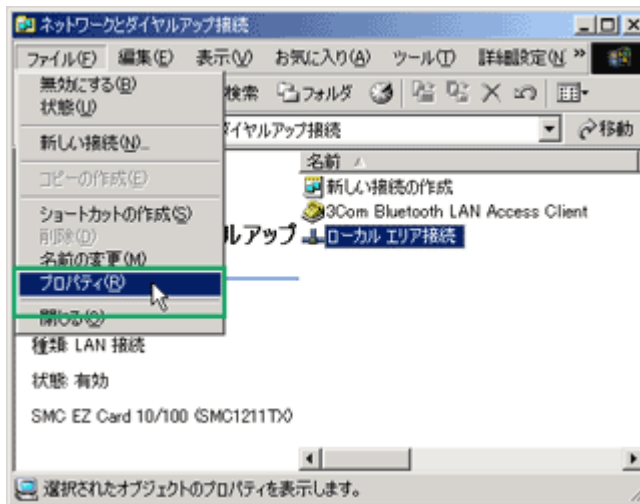 ネットワークとダイヤルアップ接続
ファイル(F) 編集(E) 表示(V) お気に入り(A) ツール(T) 詳細設定(N »
無効にする(B)
状態(U)
検索 フォルダ
新しい接続(N)...
イヤルアップ接続 移動
コピーの作成(E)
名前
新しい接続の作成
ショートカットの作成(S)
3Com Bluetooth LAN Access Client
削除(D)
ルアップ
ローカル エリア接続
名前の変更(M)
プロパティ(R)
閉じる(C)
種類: LAN 接続
状態: 有効
SMC EZ Card 10/100 (SMC1211TX)
選択されたオブジェクトのプロパティを表示します。